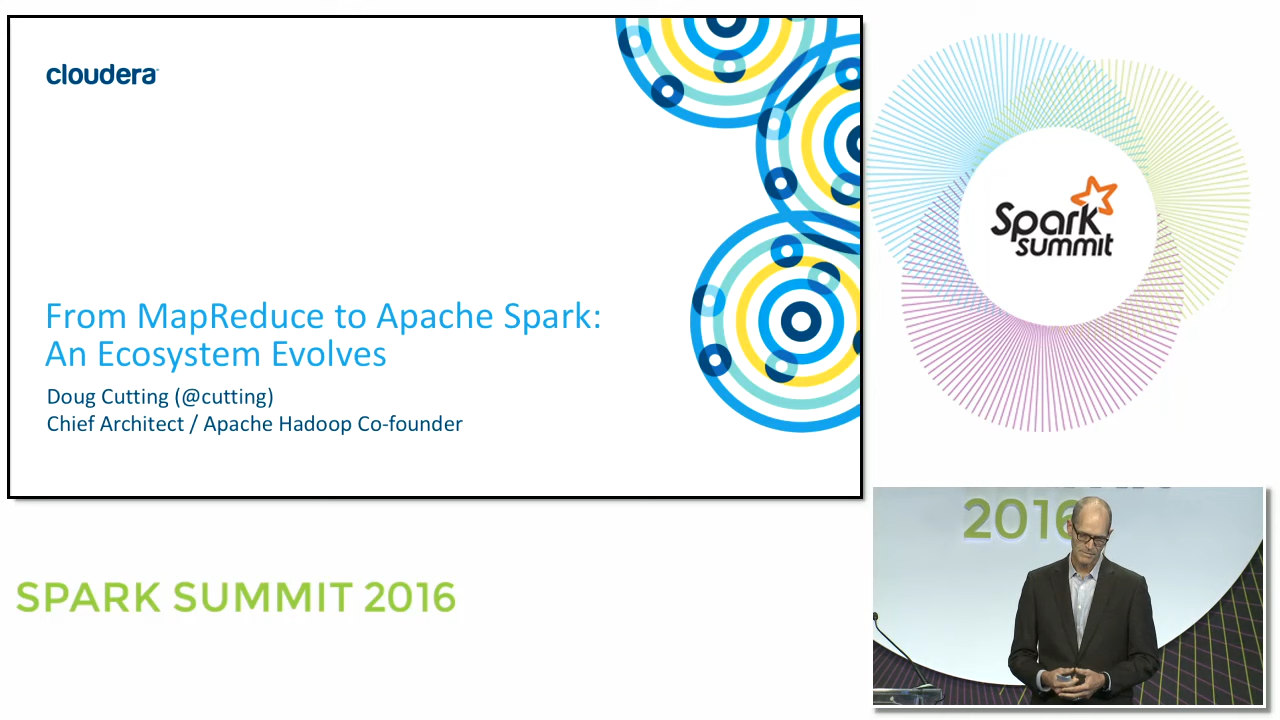 cloudera
From MapReduce to Apache Spark:
An Ecosystem Evolves
Doug Cutting (@cutting)
Chief Architect / Apache Hadoop Co-founder
Spark
summit
2016
SPARK SUMMIT 2016